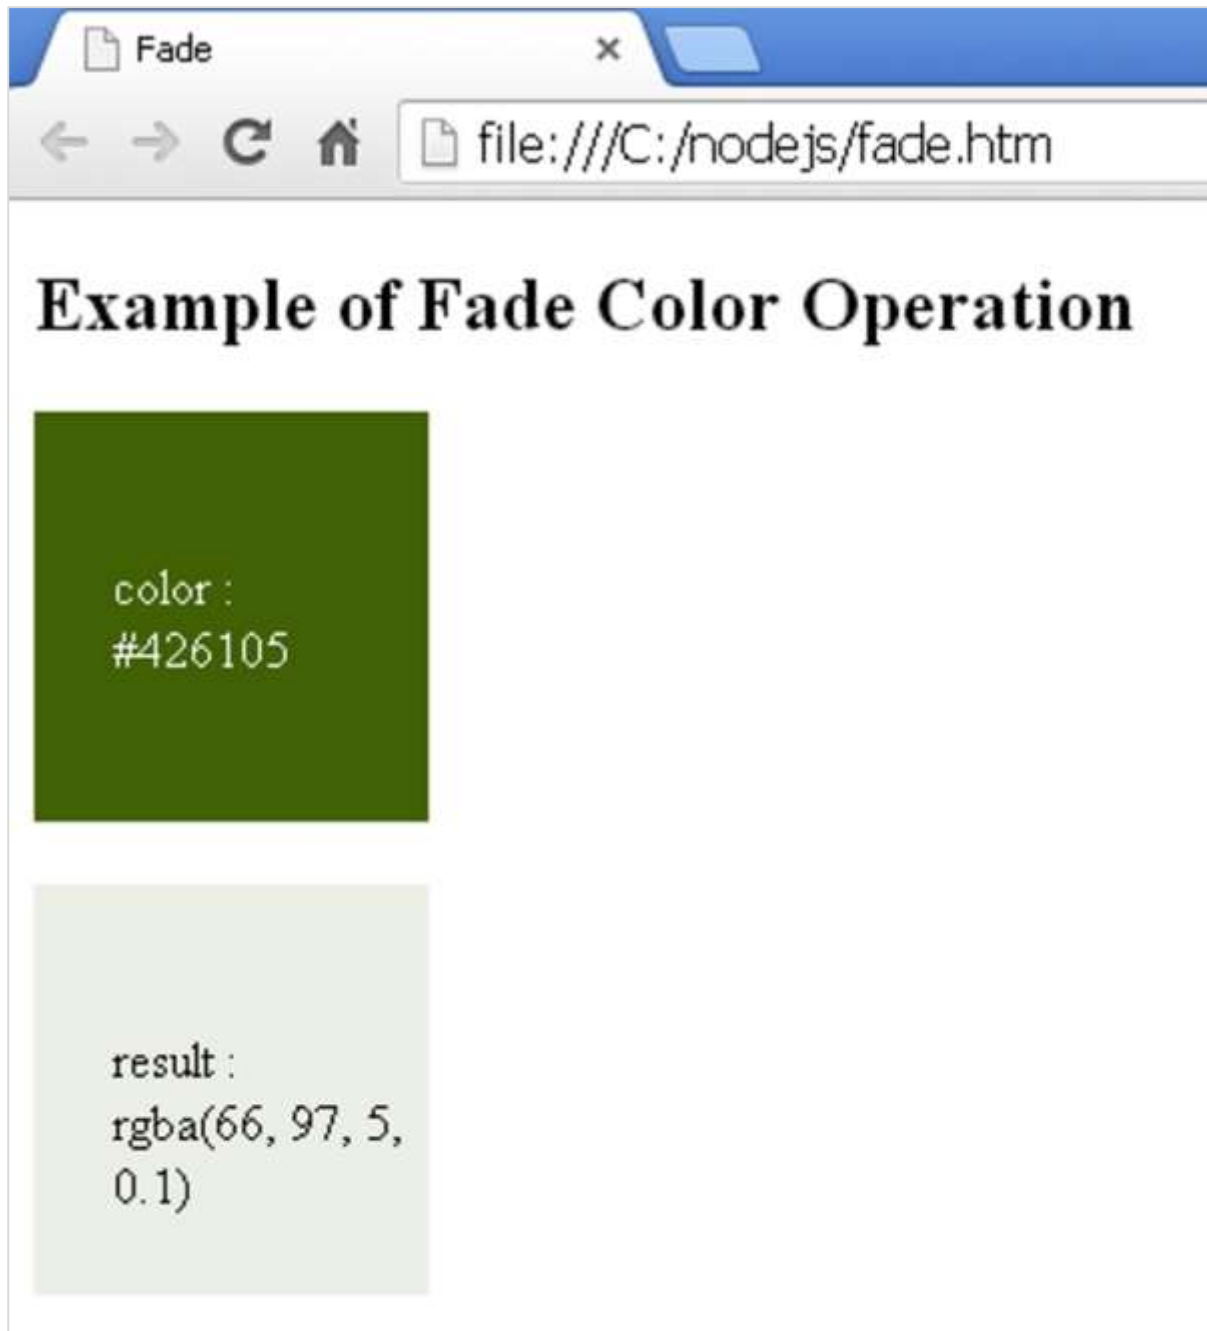 Fade
file:///C:/nodejs/fade.htm
Example of Fade Color Operation
color :
#426105
result :
rgba(66, 97, 5,
0.1)